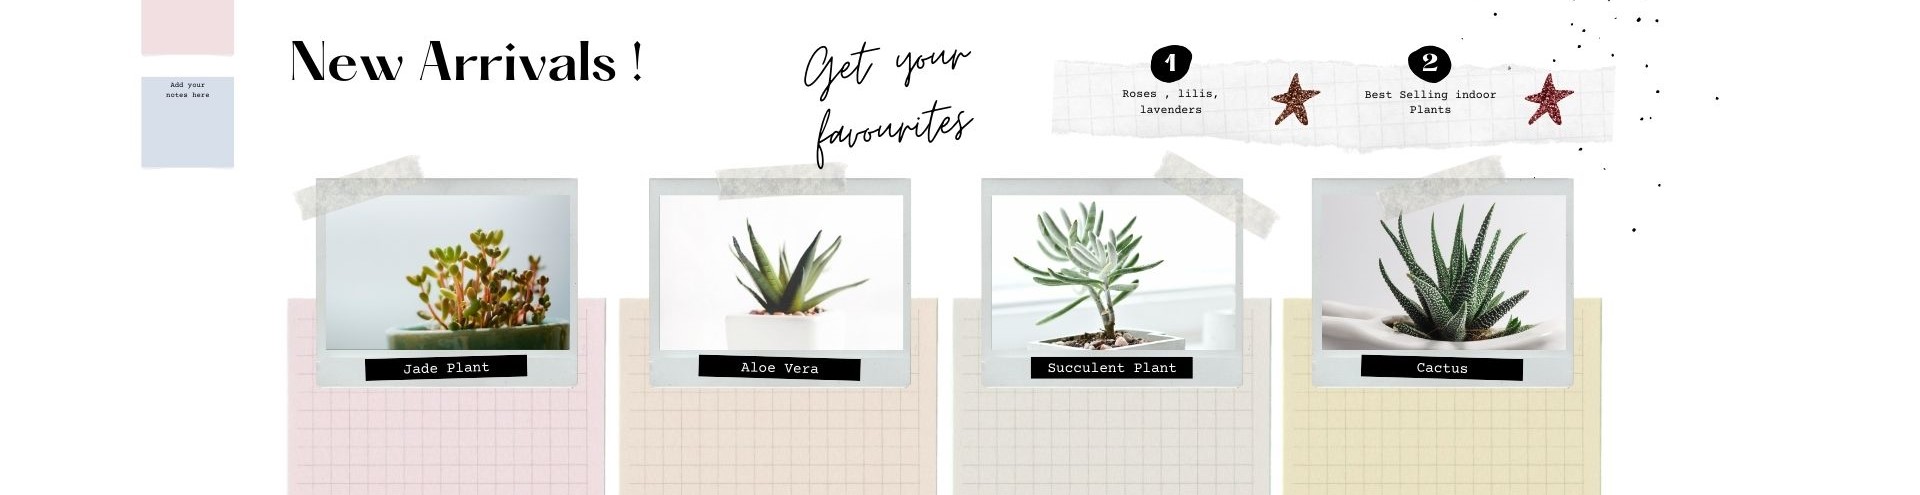 New Arrivals !
Get your
favourites
1
Roses , lilis,
lavenders
2
Best Selling indoor
Plants
Add your
notes here
Jade Plant
Aloe Vera
Succulent Plant
Cactus